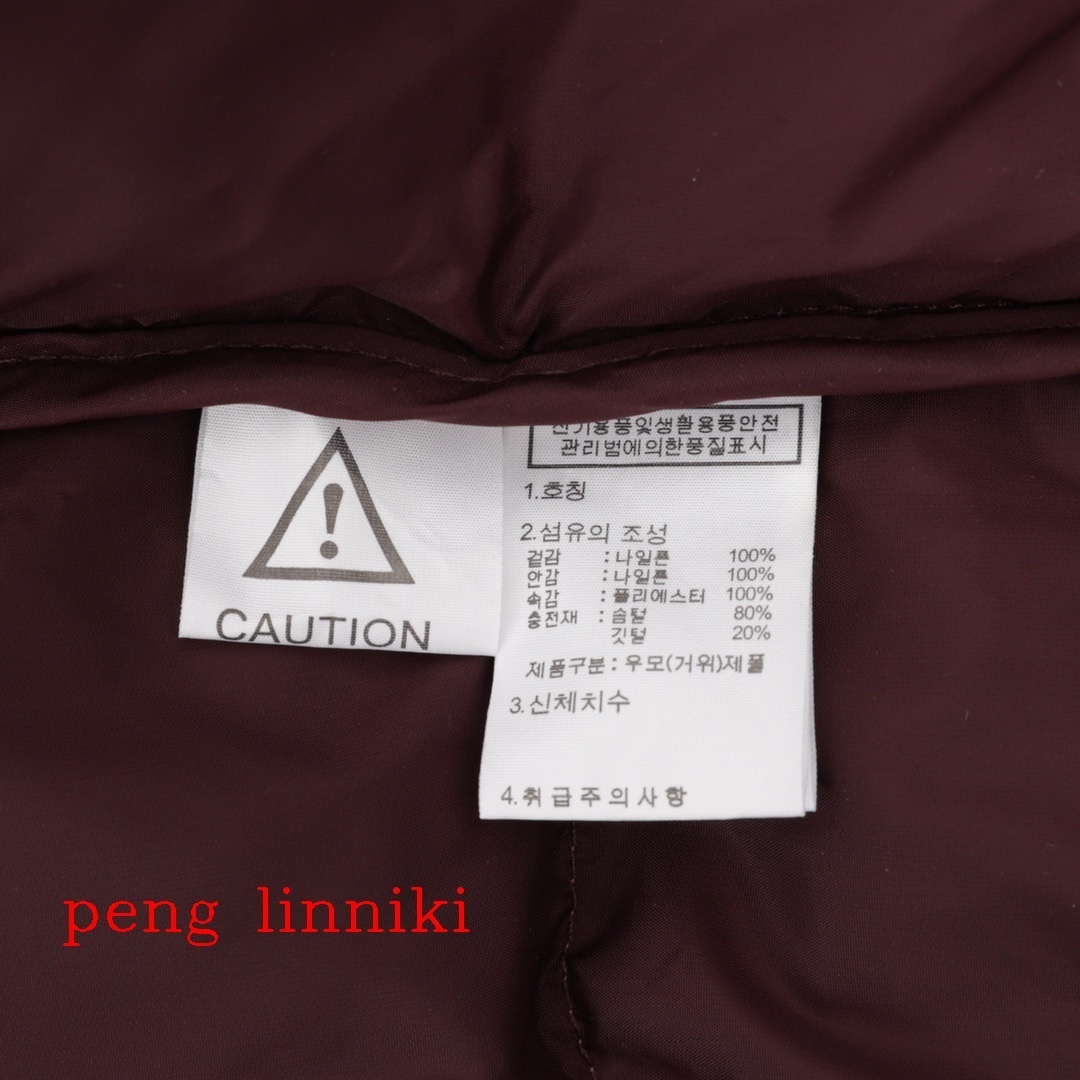 CAUTION
전기용품및생활용품안전
관리법에의한품질표시
1.호칭
2.섬유의 조성
겉감 : 나일론 100%
안감 : 나일론 100%
속감 : 폴리에스터 100%
충전재 : 솜털 80%
깃털 20%
제품구분 : 우모(거위)제품
3.신체치수
4.취급주의사항
peng linniki